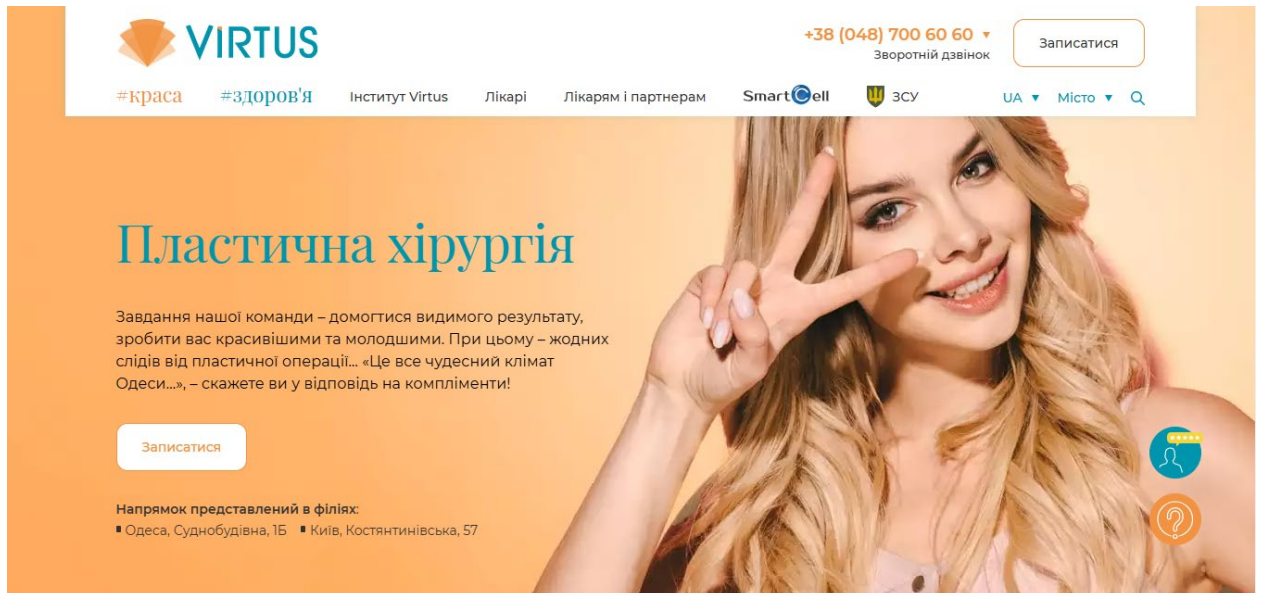 VIRTUS
+38 (048) 700 60 60 ▼
Зворотній дзвінок
Записатися
#краса #здоров'я Інститут Virtus Лікарі Лікарям і партнерам SmartCell ЗСУ UA ▼ Місто ▼
Пластична хірургія
Завдання нашої команди – домогтися видимого результату,
зробити вас красивішими та молодшими. При цьому – жодних
слідів від пластичної операції... «Це все чудесний клімат
Одеси...», – скажете ви у відповідь на компліменти!
Записатися
Напрямок представлений в філіях:
Одеса, Суднобудівна, 1Б Київ, Костянтинівська, 57